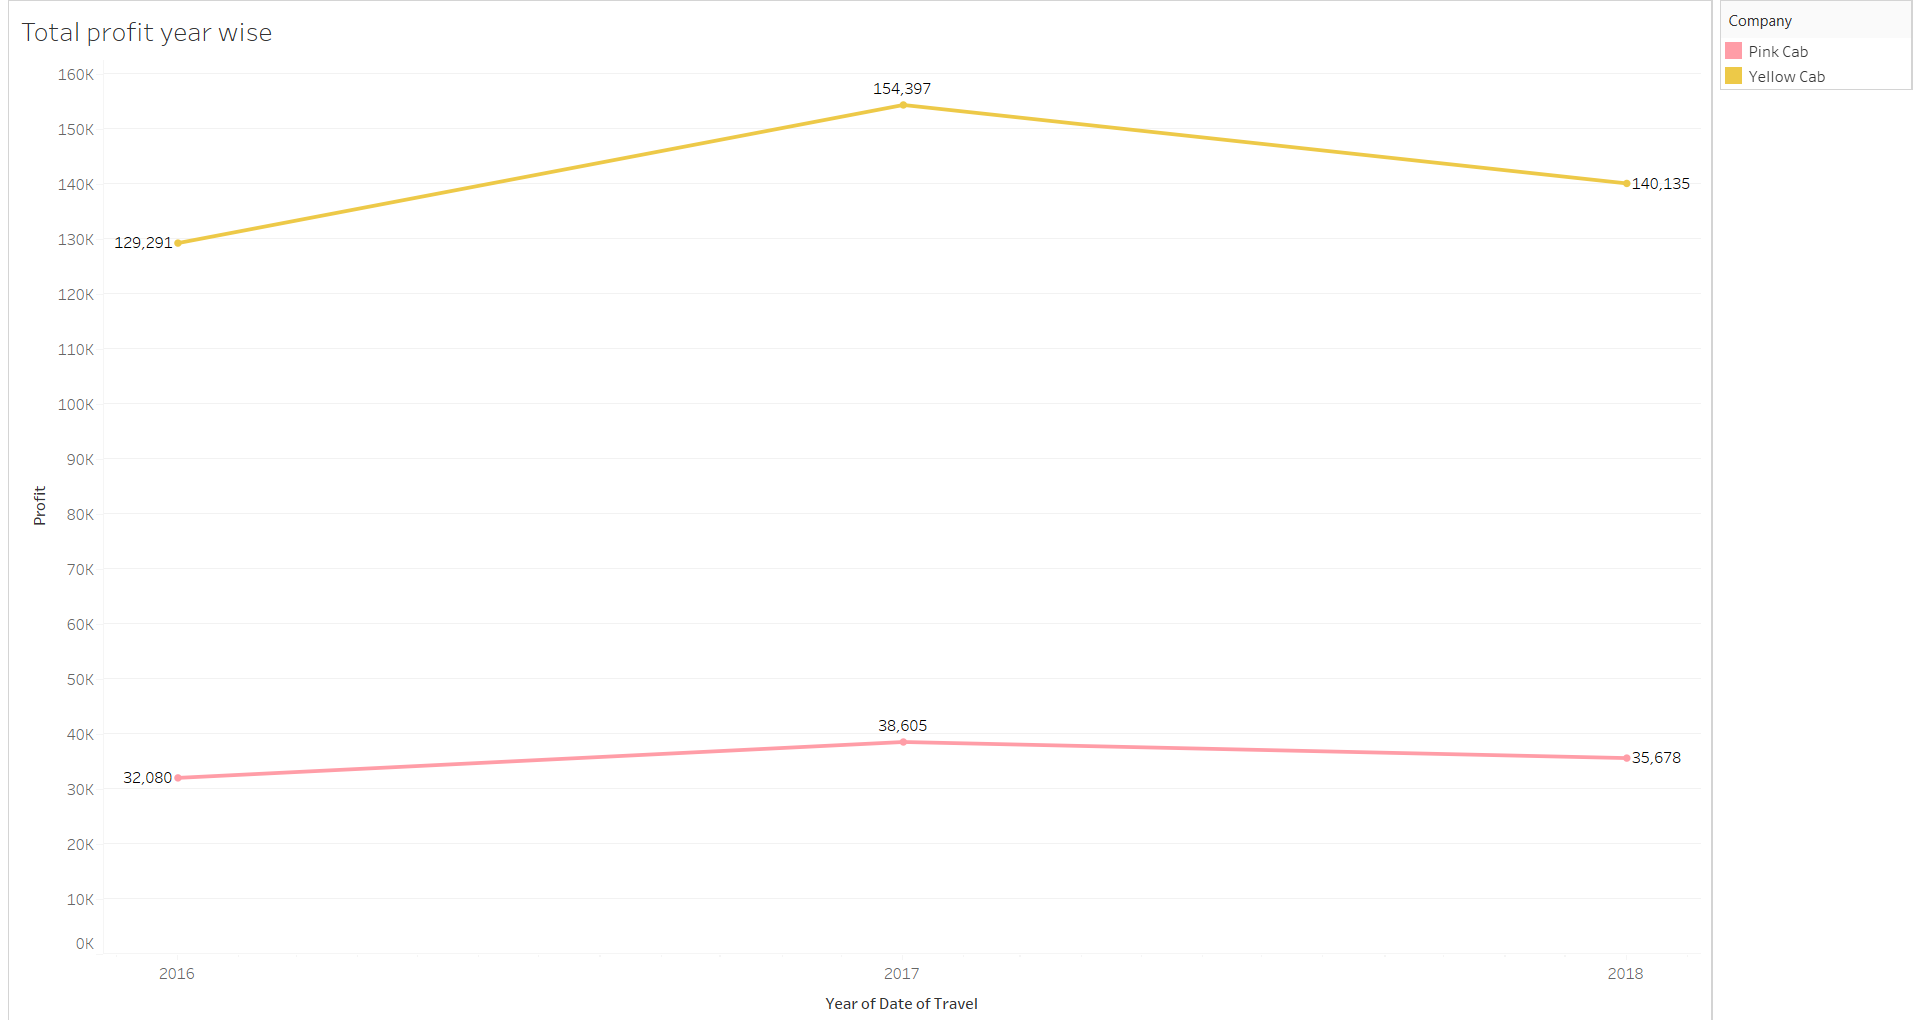 Total profit year wise
Company
Pink Cab
Yellow Cab
160K
150K
140K
130K
120K
110K
100K
90K
80K
70K
60K
50K
40K
30K
20K
10K
0K
Profit
129,291
154,397
140,135
32,080
38,605
35,678
2016
2017
2018
Year of Date of Travel